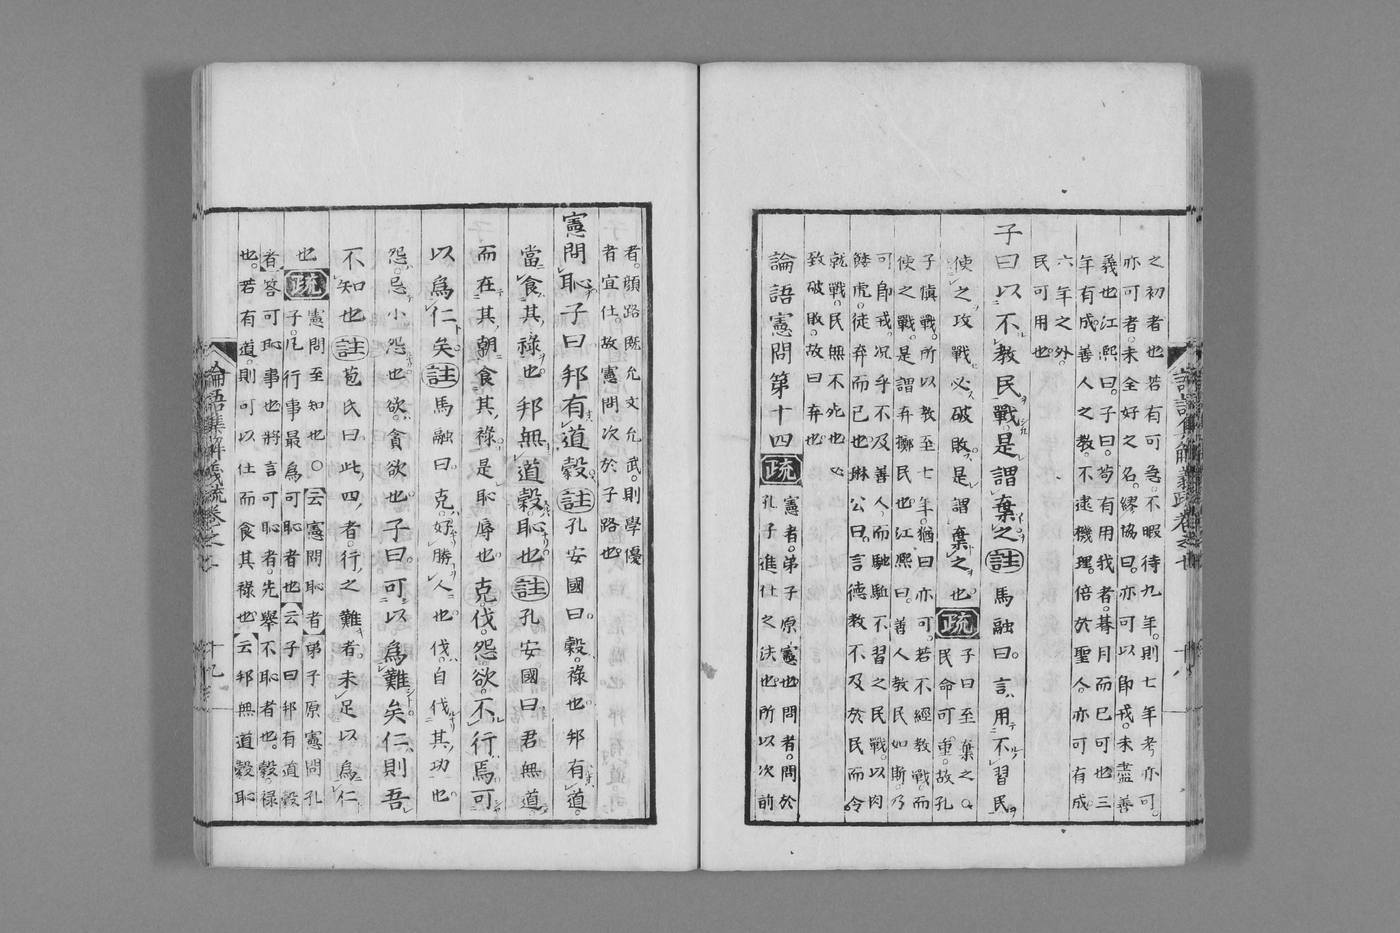 之初者也若有可急不暇待九年則七年考亦可
亦可者未全好之名繆協曰亦可以即戎未盡善
義也江熙曰子曰苟有用我者朞月而已可也三
年有成善人之教不逮機理倍於聖人亦可有成
六年之外
民可用也
子曰以不教民戰是謂棄之註馬融曰言用不習民
使之攻戰必破敗是謂棄之也疏
子曰至棄之○
民命可重故孔
子慎戰所以教至七年猶曰亦可若不經教戰而
使之戰是謂弃擲民也江熙曰善人教民如斯乃
可即戎況乎不及善人而馳駈不習之民戰以肉
餧虎徒弃而已也琳公曰言德教不及於民而令
就戰民無不死也必
致破敗故曰弃也
論語憲問第十四疏
憲者弟子原憲也問者問於
孔子進仕之法也所以次前
者顔路既允文允武則學優
者宜仕故憲問次於子路也
憲問恥子曰邦有道穀註孔安國曰穀禄也邦有道
當食其禄也邦無道穀恥也註孔安國曰君無道
而在其朝食其禄是恥辱也克伐怨欲不行焉可
以爲仁矣註馬融曰克好勝人也伐自伐其功也
怨忌小怨也欲貪欲也子曰可以爲難矣仁則吾
不知也註苞氏曰此四者行之難者未足以爲仁
也疏
憲問至知也○云憲問恥者弟子原憲問孔
子凡行事最爲可恥者也云子曰邦有道穀
者答可恥事也將言可恥者先舉不恥者也穀禄
也若有道則可以仕而食其禄也云邦無道穀恥
論語集解義疏卷之七
十九